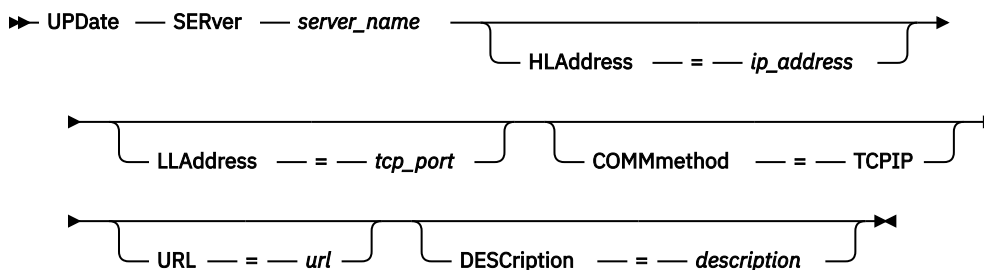 UPDate SERver server_name
HLAddress = ip_address
LLAddress = tcp_port COMMmethod = TCPIP
URL = url DESCription = description